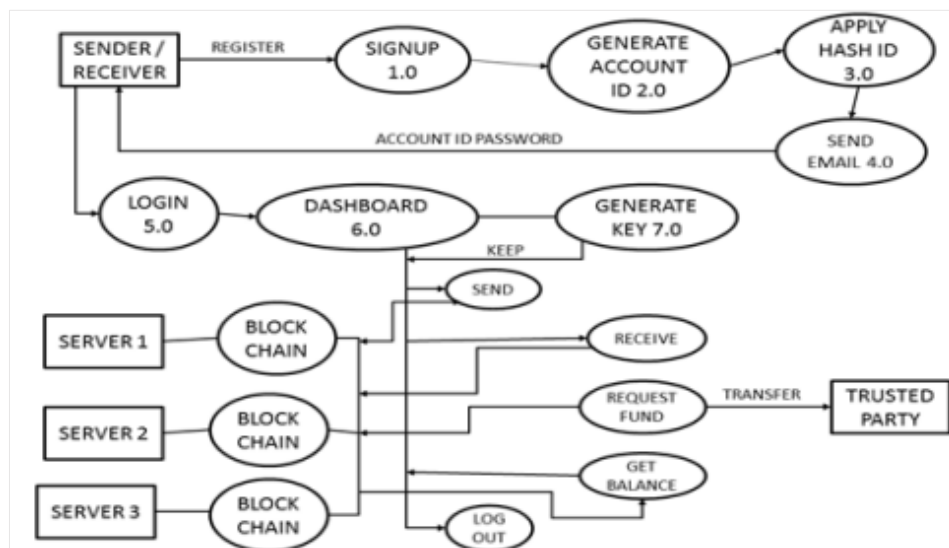 SENDER /
RECEIVER
REGISTER
SIGNUP
1.0
GENERATE
ACCOUNT
ID 2.0
APPLY
HASH ID
3.0
ACCOUNT ID PASSWORD
SEND
EMAIL 4.0
LOGIN
5.0
DASHBOARD
6.0
GENERATE
KEY 7.0
KEEP
SEND
SERVER 1
BLOCK
CHAIN
RECEIVE
SERVER 2
BLOCK
CHAIN
REQUEST
FUND
TRANSFER
TRUSTED
PARTY
GET
BALANCE
SERVER 3
BLOCK
CHAIN
LOG
OUT